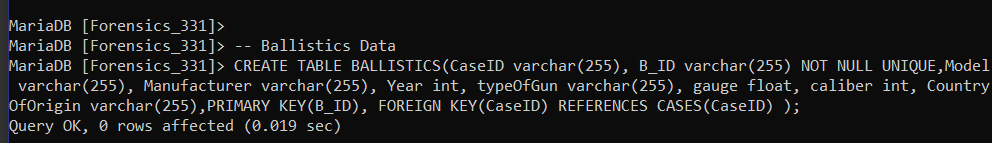 MariaDB [Forensics_331]>
MariaDB [Forensics_331]> -- Ballistics Data
MariaDB [Forensics_331]> CREATE TABLE BALLISTICS(CaseID varchar(255), B_ID varchar(255) NOT NULL UNIQUE,Model
 varchar(255), Manufacturer varchar(255), Year int, typeOfGun varchar(255), gauge float, caliber int, Country
OfOrigin varchar(255),PRIMARY KEY(B_ID), FOREIGN KEY(CaseID) REFERENCES CASES(CaseID) );
Query OK, 0 rows affected (0.019 sec)